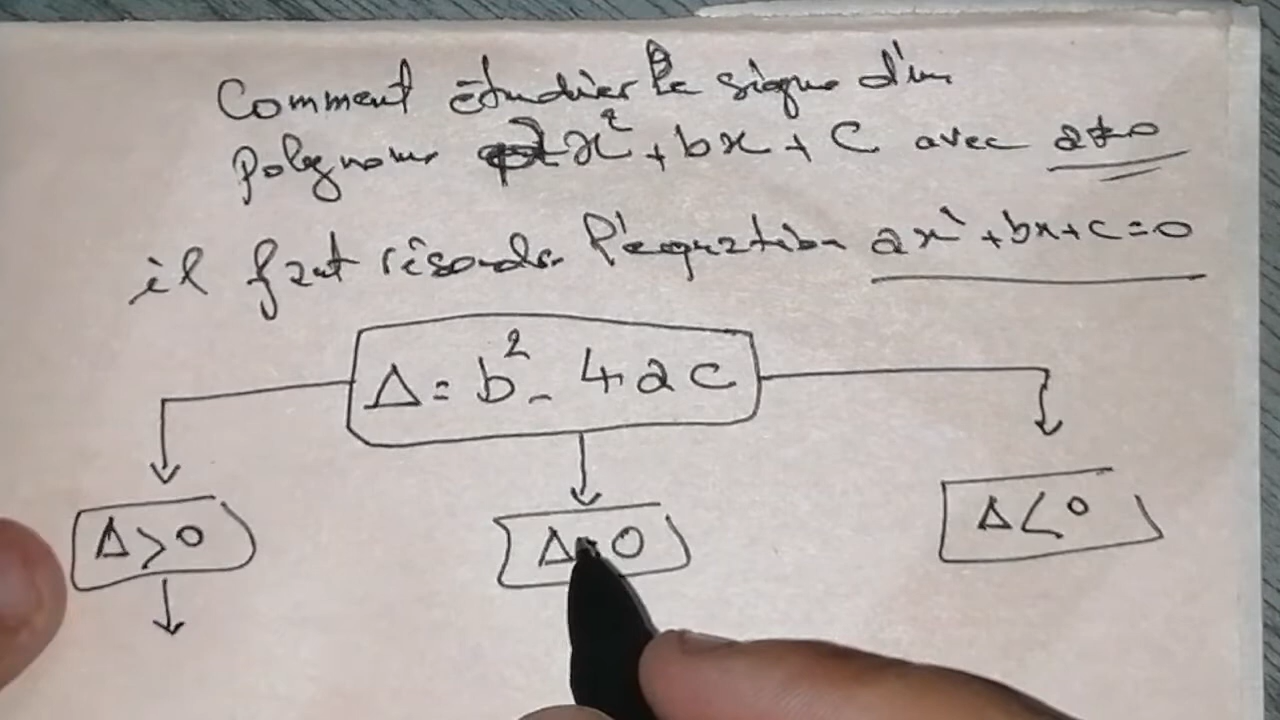 Comment étudier le signe d'un
polynome ax² + bx + c avec a≠0
il faut résoudre l'équation ax²+bx+c=0
Δ = b² - 4ac
Δ>0 Δ=0 Δ<0